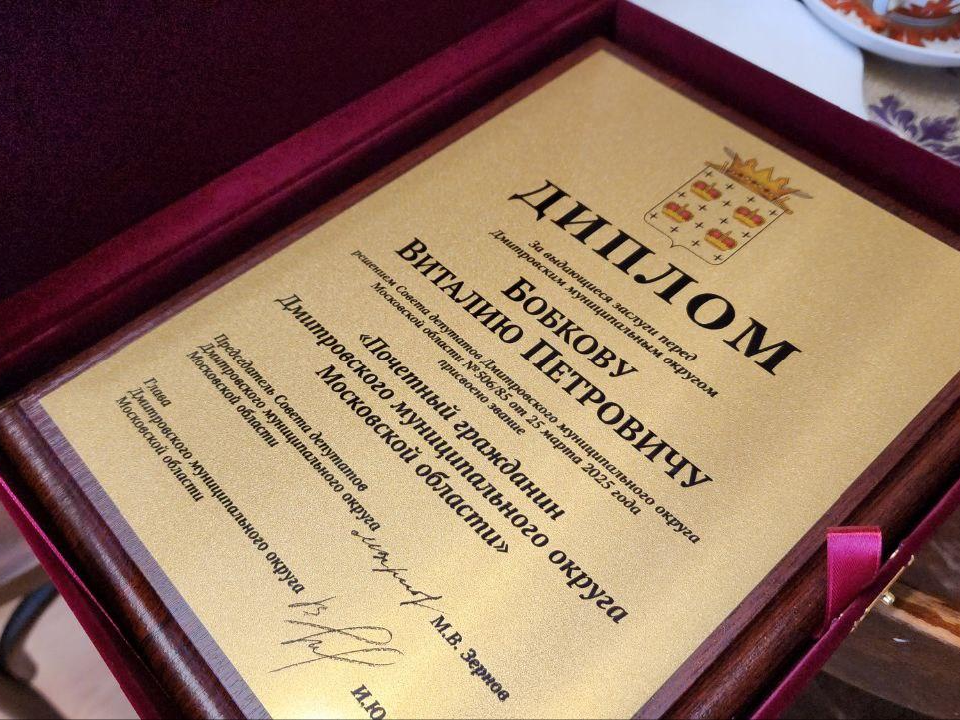 ДИПЛОМ
За выдающиеся заслуги перед
Дмитровским муниципальным округом
БОБКОВУ
ВИТАЛИЮ ПЕТРОВИЧУ
решением Совета депутатов Дмитровского муниципального округа
Московской области №506/85 от 25 марта 2025 года
присвоено звание
«Почетный гражданин
Дмитровского муниципального округа
Московской области»
Председатель Совета депутатов
Дмитровского муниципального округа
Московской области
М.В. Зернов
Глава
Дмитровского муниципального округа
Московской области
И.Ю